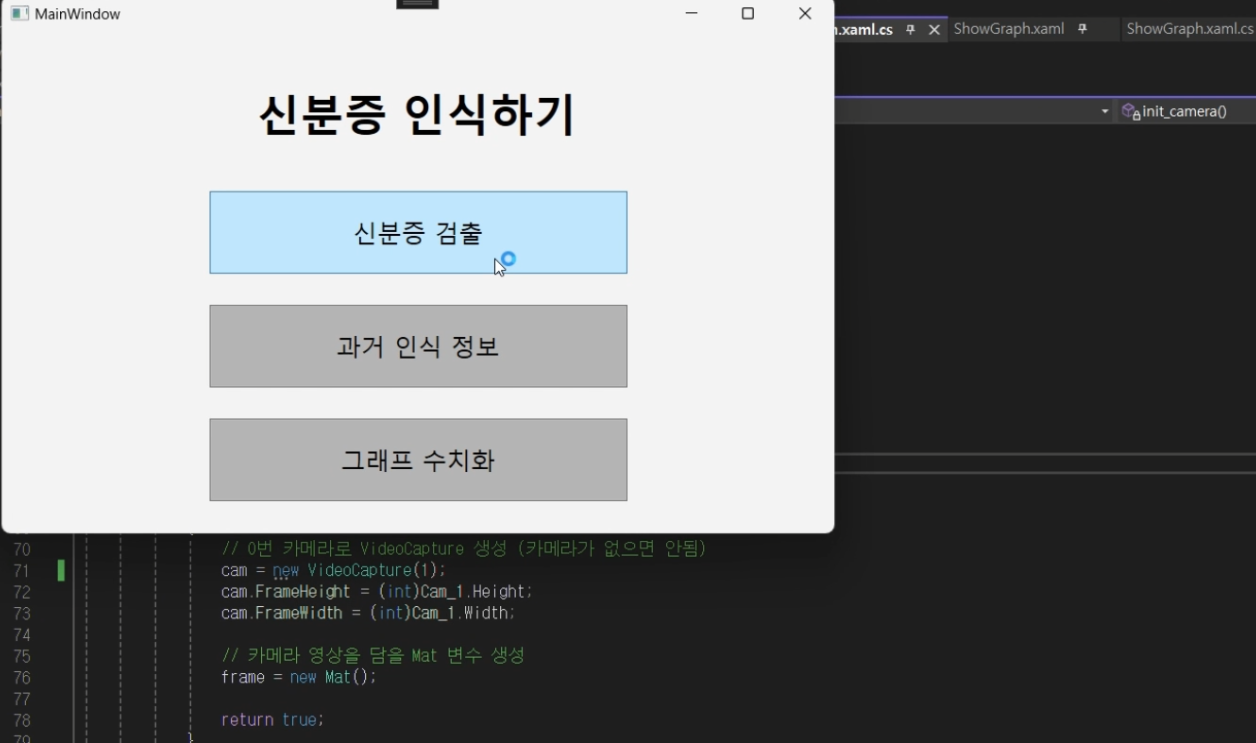 MainWindow
.xaml.cs
ShowGraph.xaml
ShowGraph.xaml.cs
init_camera()
신분증 인식하기
신분증 검출
과거 인식 정보
그래프 수치화
70 // 0번 카메라로 VideoCapture 생성 (카메라가 없으면 안됨)
71 cam = new VideoCapture(1);
72 cam.FrameHeight = (int)Cam_1.Height;
73 cam.FrameWidth = (int)Cam_1.Width;
74
75 // 카메라 영상을 담을 Mat 변수 생성
76 frame = new Mat();
77
78 return true;
79 }